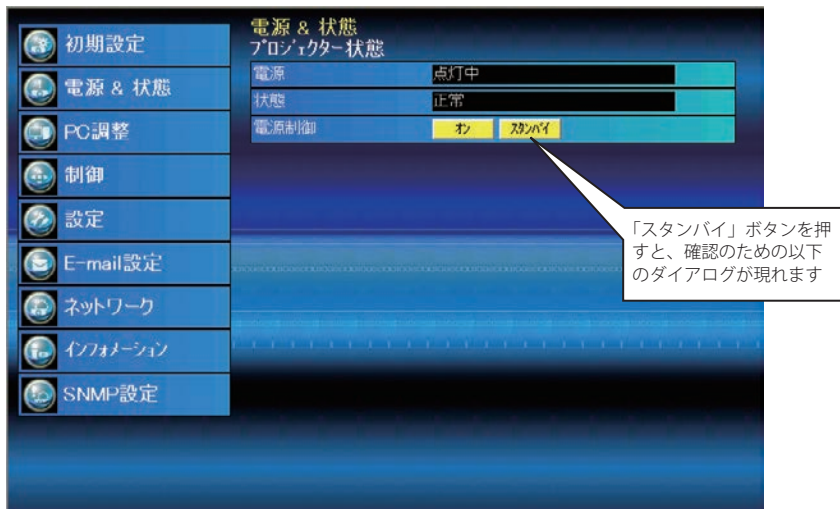 初期設定
電源 & 状態
PC調整
制御
設定
E-mail設定
ネットワーク
インフォメーション
SNMP設定
電源 & 状態
プロジェクター状態
電源 点灯中
状態 正常
電源制御 オン スタンバイ
「スタンバイ」ボタンを押
すと、確認のための以下
のダイアログが現れます